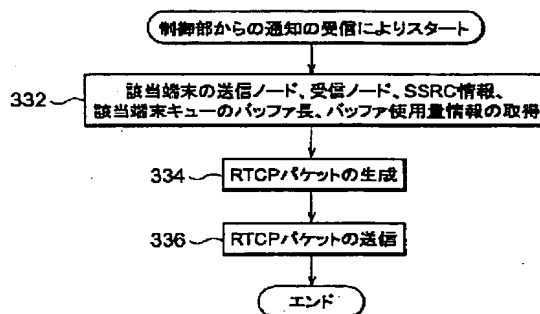 制御部からの通知の受信によりスタート
332
該当端末の送信ノード、受信ノード、SSRC情報、
該当端末キューのバッファ長、バッファ使用量情報の取得
334
RTCPパケットの生成
336
RTCPパケットの送信
エンド